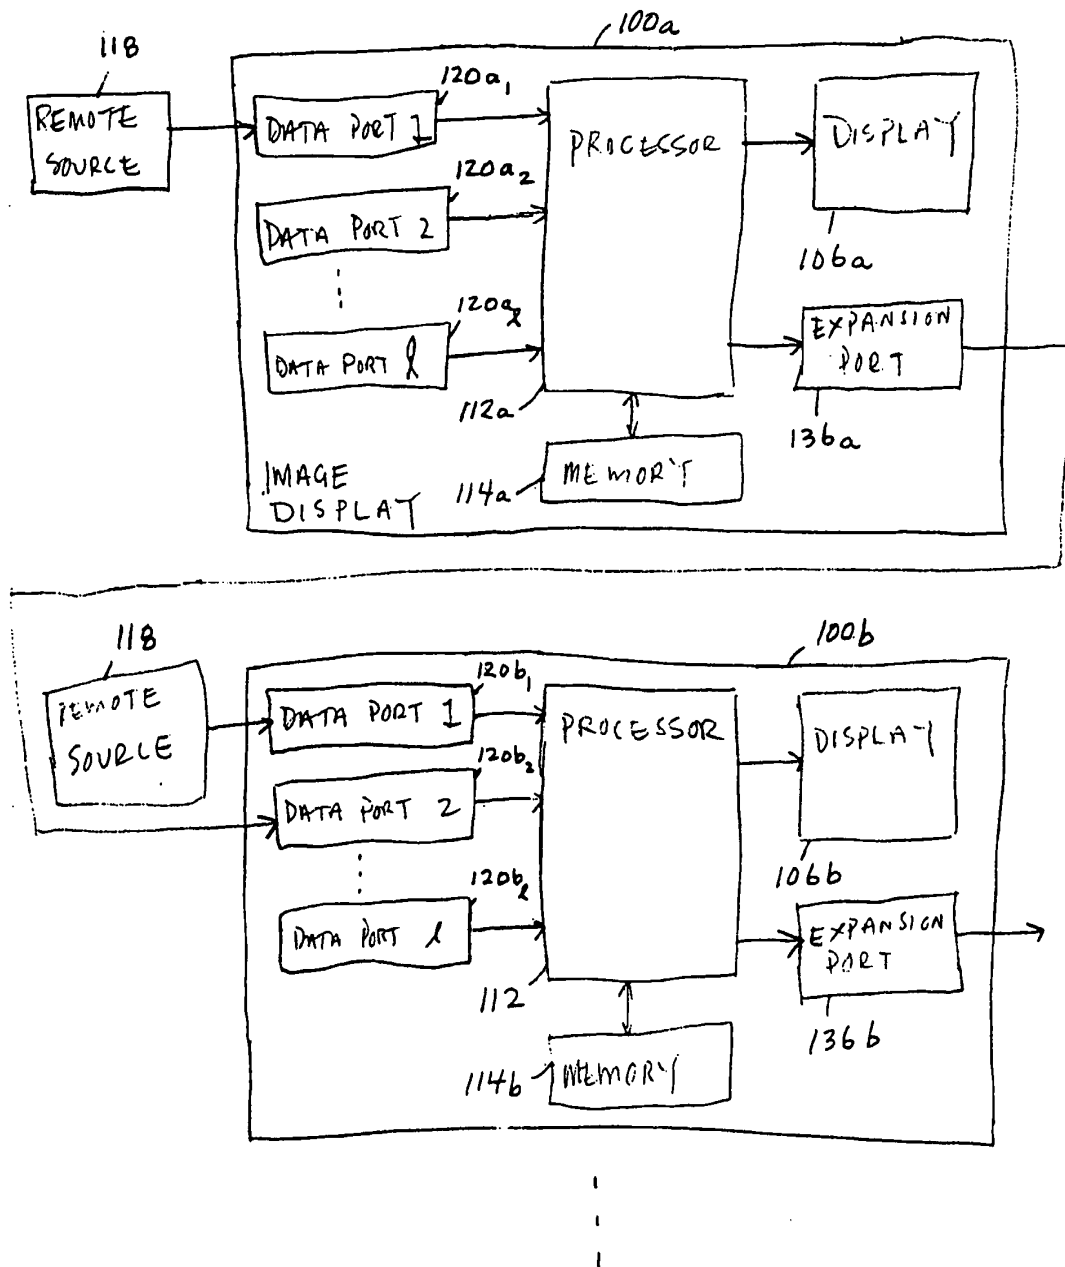 118
100a
REMOTE
SOURCE
DATA PORT 1
120a1
PROCESSOR
DISPLAY
120a2
DATA PORT 2
106a
120al
DATA PORT l
EXPANSION
PORT
112a
136a
IMAGE
DISPLAY
114a
MEMORY
118
100b
REMOTE
SOURCE
DATA PORT 1
120b1
PROCESSOR
DISPLAY
120b2
DATA PORT 2
106b
120bl
DATA PORT l
EXPANSION
PORT
112
136b
114b
MEMORY